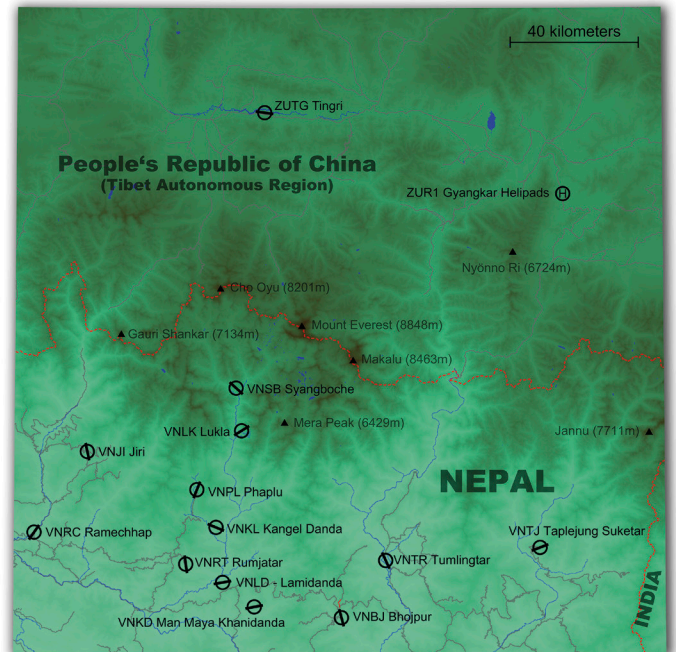 40 kilometers
ZUTG Tingri
People's Republic of China
(Tibet Autonomous Region)
ZUR1 Gyangkar Helipads
H
Nyönno Ri (6724m)
Cho Oyu (8201m)
Mount Everest (8848m)
Gauri Shankar (7134m)
Makalu (8463m)
VNSB Syangboche
Mera Peak (6429m)
VNLK Lukla
Jannu (7711m)
VNJI Jiri
NEPAL
VNPL Phaplu
VNKL Kangel Danda
VNRC Ramechhap
VNTJ Taplejung Suketar
VNRT Rumjatar
VNTR Tumlingtar
VNLD - Lamidanda
INDIA
VNKD Man Maya Khanidanda
VNBJ Bhojpur